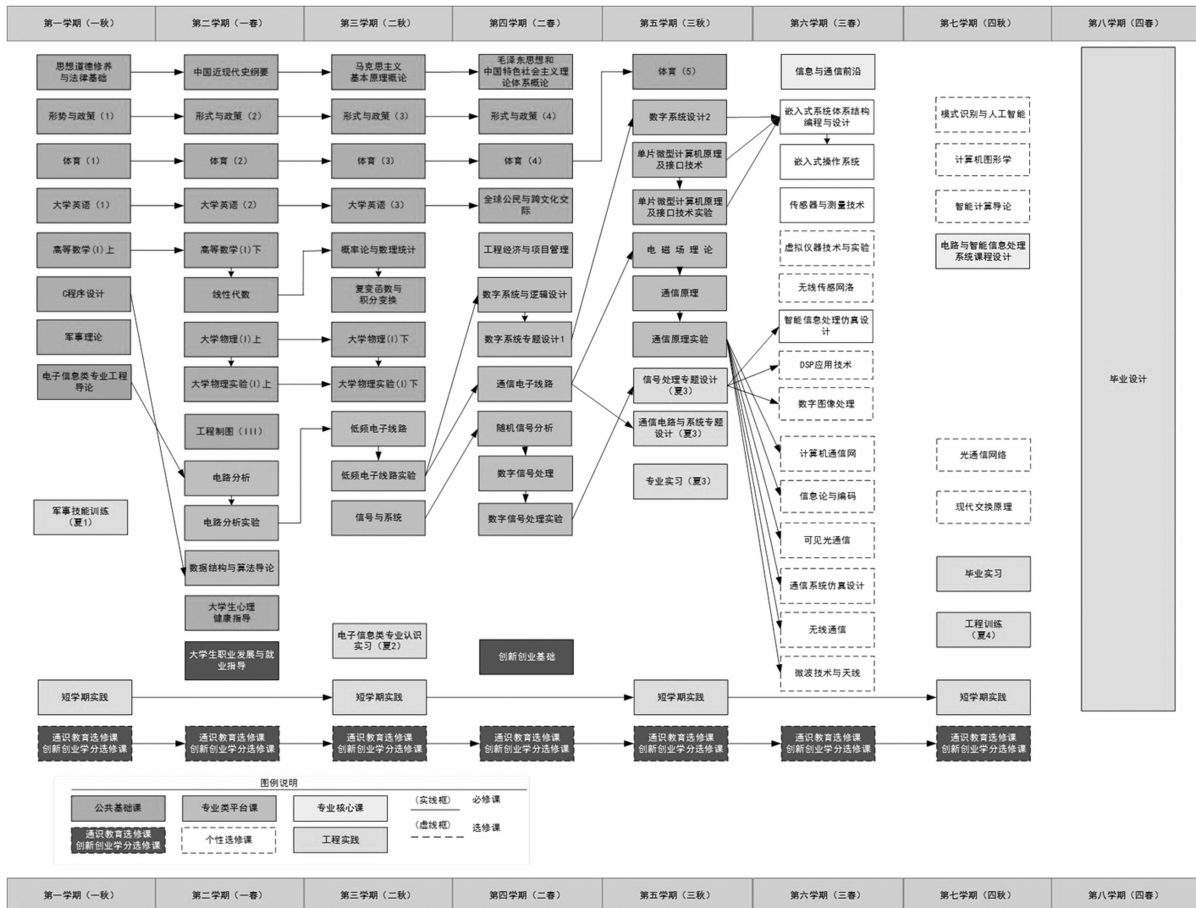 第一学期（一秋）
第二学期（一春）
第三学期（二秋）
第四学期（二春）
第五学期（三秋）
第六学期（三春）
第七学期（四秋）
第八学期（四春）
思想道德修养
与法律基础
形势与政策（1）
体育（1）
大学英语（1）
高等数学(I)上
C程序设计
军事理论
电子信息类专业工程
导论
军事技能训练
（夏1）
短学期实践
通识教育选修课
创新创业学分选修课
中国近现代史纲要
形式与政策（2）
体育（2）
大学英语（2）
高等数学(I)下
线性代数
大学物理(I)上
大学物理实验(I)上
工程制图（III）
电路分析
电路分析实验
数据结构与算法导论
大学生心理
健康指导
大学生职业发展与就
业指导
通识教育选修课
创新创业学分选修课
马克思主义
基本原理概论
形式与政策（3）
体育（3）
大学英语（3）
概率论与数理统计
复变函数与
积分变换
大学物理(I)下
大学物理实验(I)下
低频电子线路
低频电子线路实验
信号与系统
电子信息类专业认识
实习（夏2）
短学期实践
通识教育选修课
创新创业学分选修课
毛泽东思想和
中国特色社会主义理
论体系概论
形式与政策（4）
体育（4）
全球公民与跨文化交
际
工程经济与项目管理
数字系统与逻辑设计
数字系统专题设计1
通信电子线路
随机信号分析
数字信号处理
数字信号处理实验
创新创业基础
通识教育选修课
创新创业学分选修课
体育（5）
数字系统设计2
单片微型计算机原理
及接口技术
单片微型计算机原理
及接口技术实验
电磁场理论
通信原理
通信原理实验
信号处理专题设计
（夏3）
通信电路与系统专题
设计（夏3）
专业实习（夏3）
短学期实践
通识教育选修课
创新创业学分选修课
信息与通信前沿
嵌入式系统体系结构
编程与设计
嵌入式操作系统
传感器与测量技术
虚拟仪器技术与实验
无线传感网洛
智能信息处理仿真设
计
DSP应用技术
数字图像处理
计算机通信网
信息论与编码
可见光通信
通信系统仿真设计
无线通信
微波技术与天线
通识教育选修课
创新创业学分选修课
模式识别与人工智能
计算机图形学
智能计算导论
电路与智能信息处理
系统课程设计
光通信网络
现代交换原理
毕业实习
工程训练
（夏4）
短学期实践
通识教育选修课
创新创业学分选修课
毕业设计
图例说明
公共基础课
专业类平台课
专业核心课
（实线框）
必修课
通识教育选修课
创新创业学分选修课
个性选修课
工程实践
（虚线框）
选修课
第一学期（一秋）
第二学期（一春）
第三学期（二秋）
第四学期（二春）
第五学期（三秋）
第六学期（三春）
第七学期（四秋）
第八学期（四春）